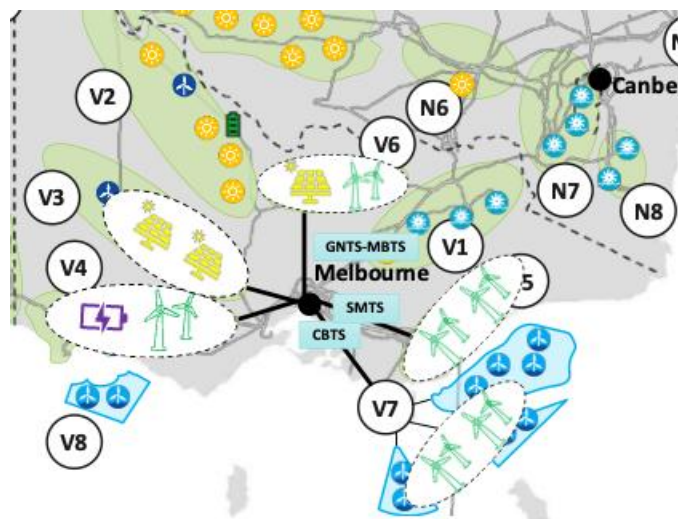 V2
N6
Canbe
V6
V3
N7
N8
V1
GNTS-MBTS
V4
Melbourne
5
SMTS
CBTS
V7
V8